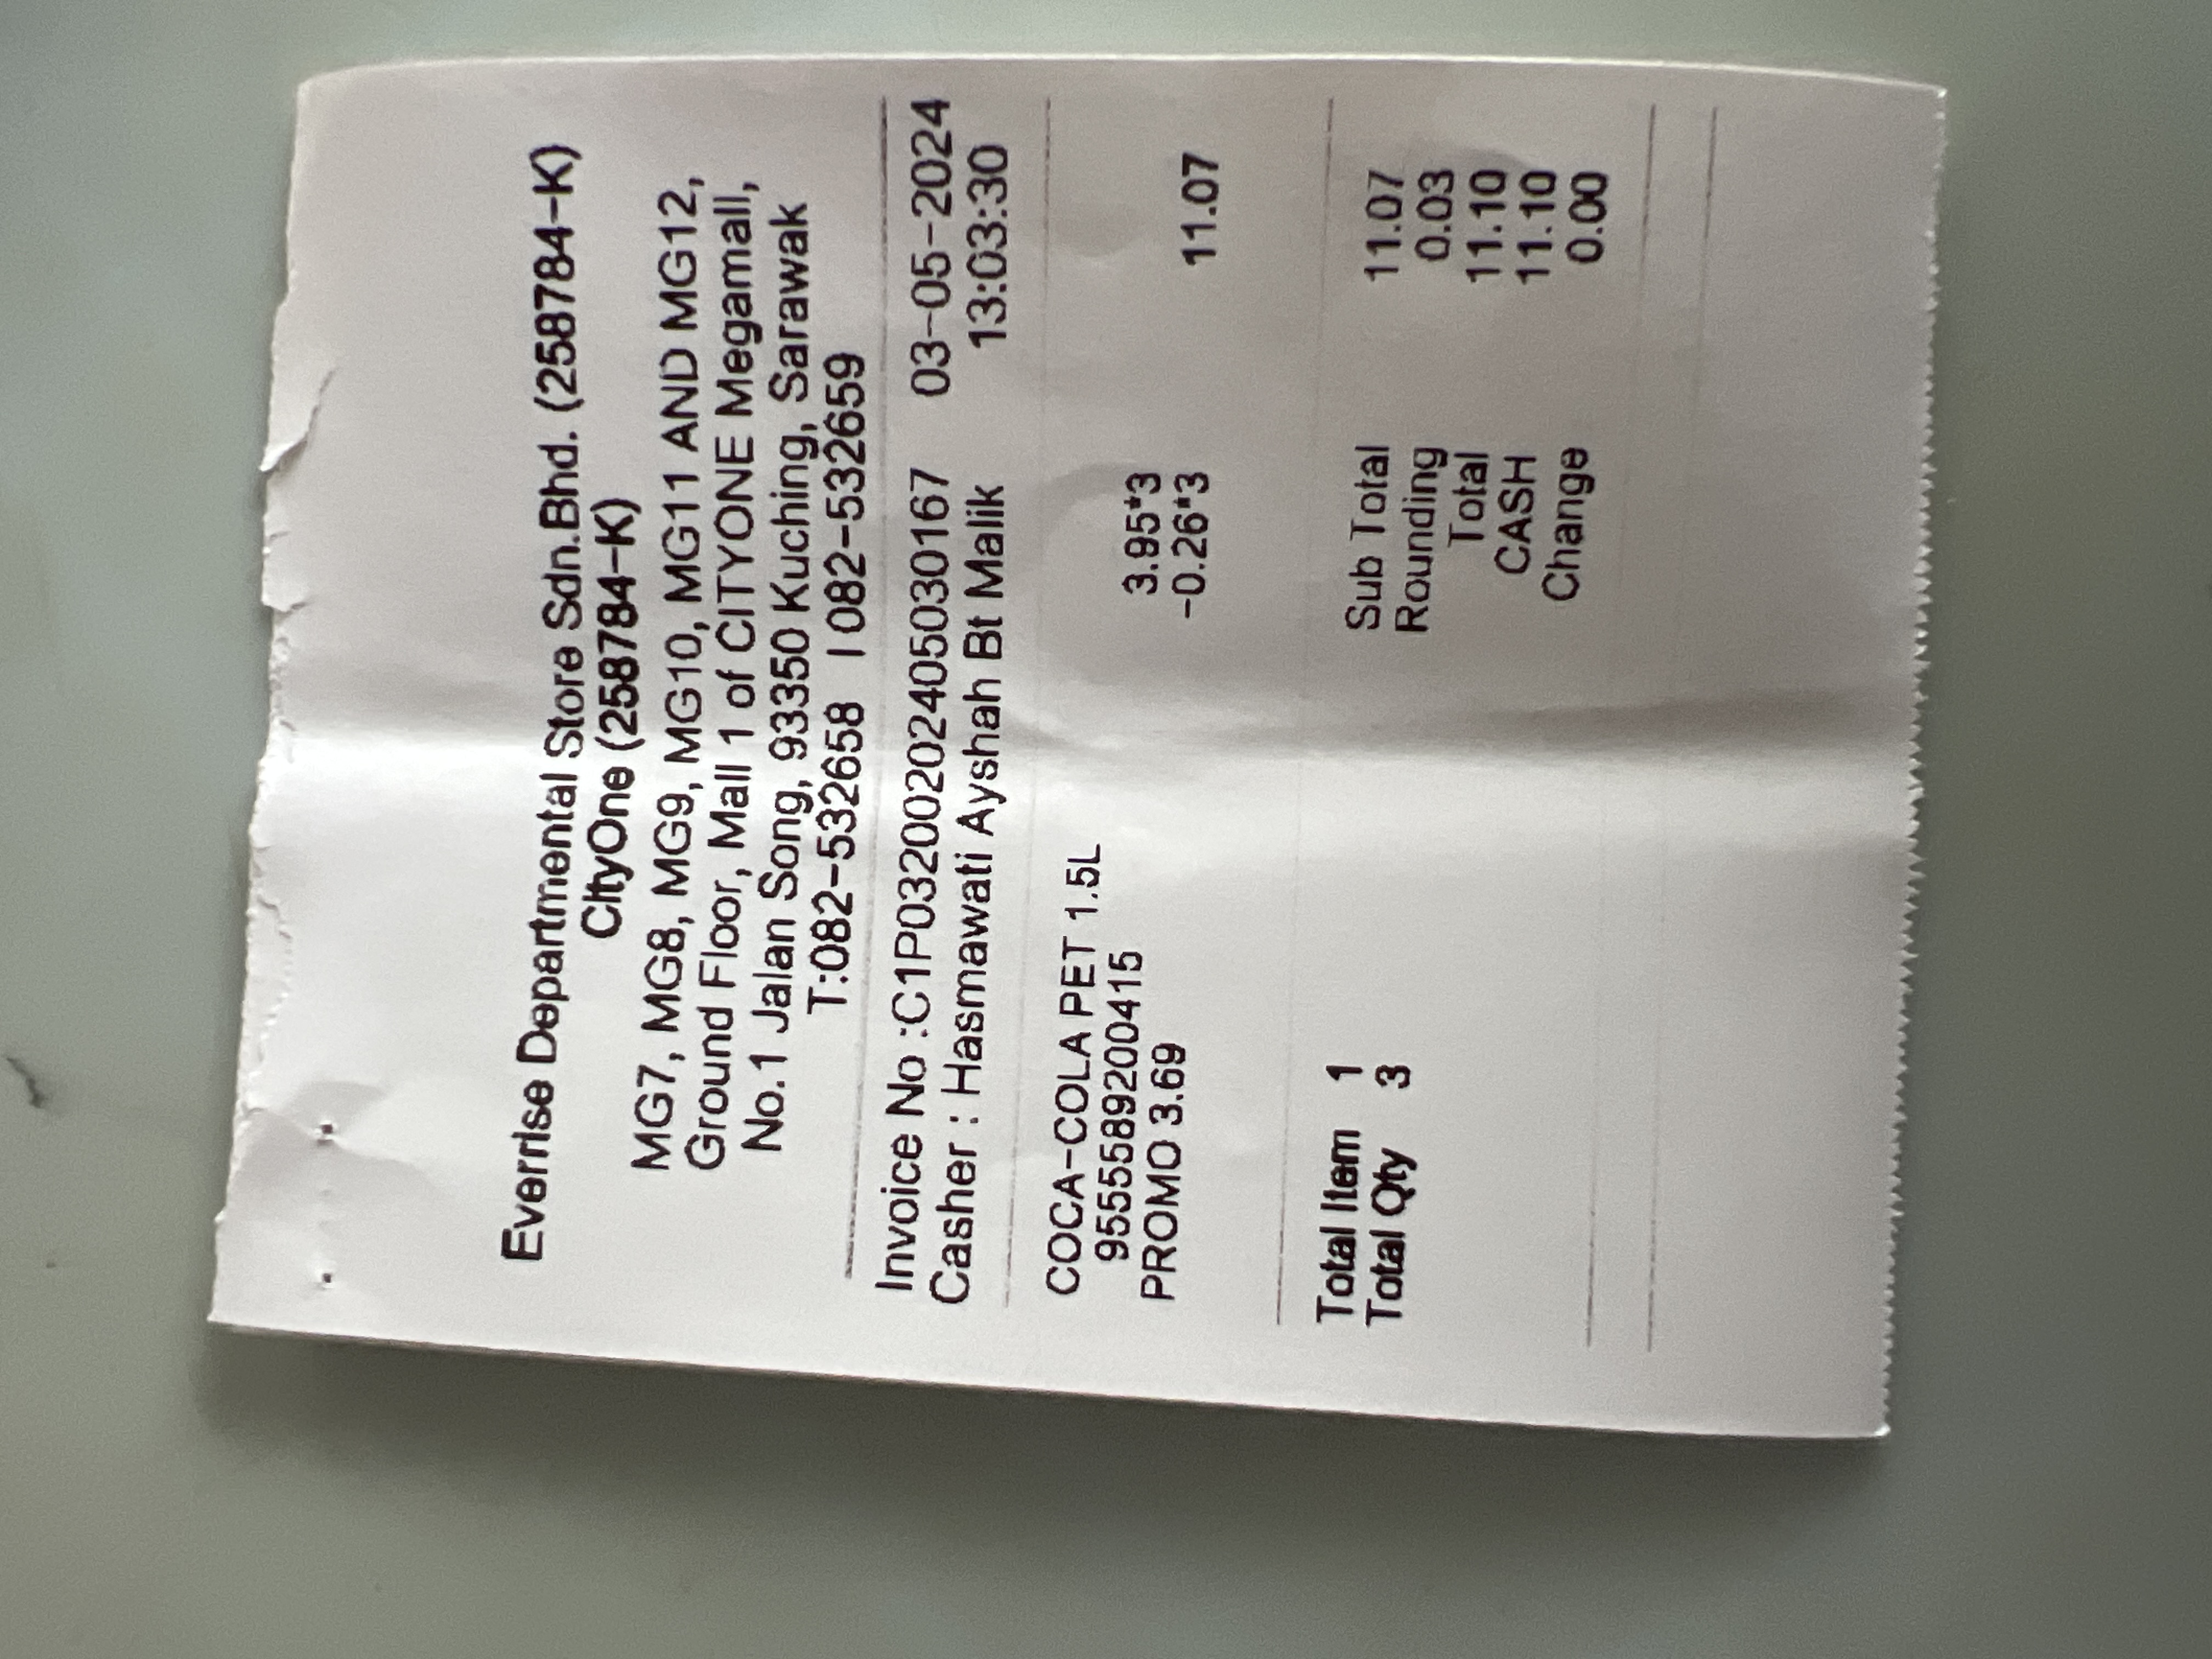 Everrise Departmental Store Sdn.Bhd. (258784-K)
CityOne (258784-K)
MG7, MG8, MG9, MG10, MG11 AND MG12,
Ground Floor, Mall 1 of CITYONE Megamall,
No.1 Jalan Song, 93350 Kuching, Sarawak
T:082-532658 I 082-532659
Invoice No :C1P03200202405030167 03-05-2024
Casher : Hasmawati Ayshah Bt Malik 13:03:30
COCA-COLA PET 1.5L
9555589200415 3.95*3
PROMO 3.69 -0.26*3 11.07
Total Item 1
Total Qty 3
Sub Total 11.07
Rounding 0.03
Total 11.10
CASH 11.10
Change 0.00